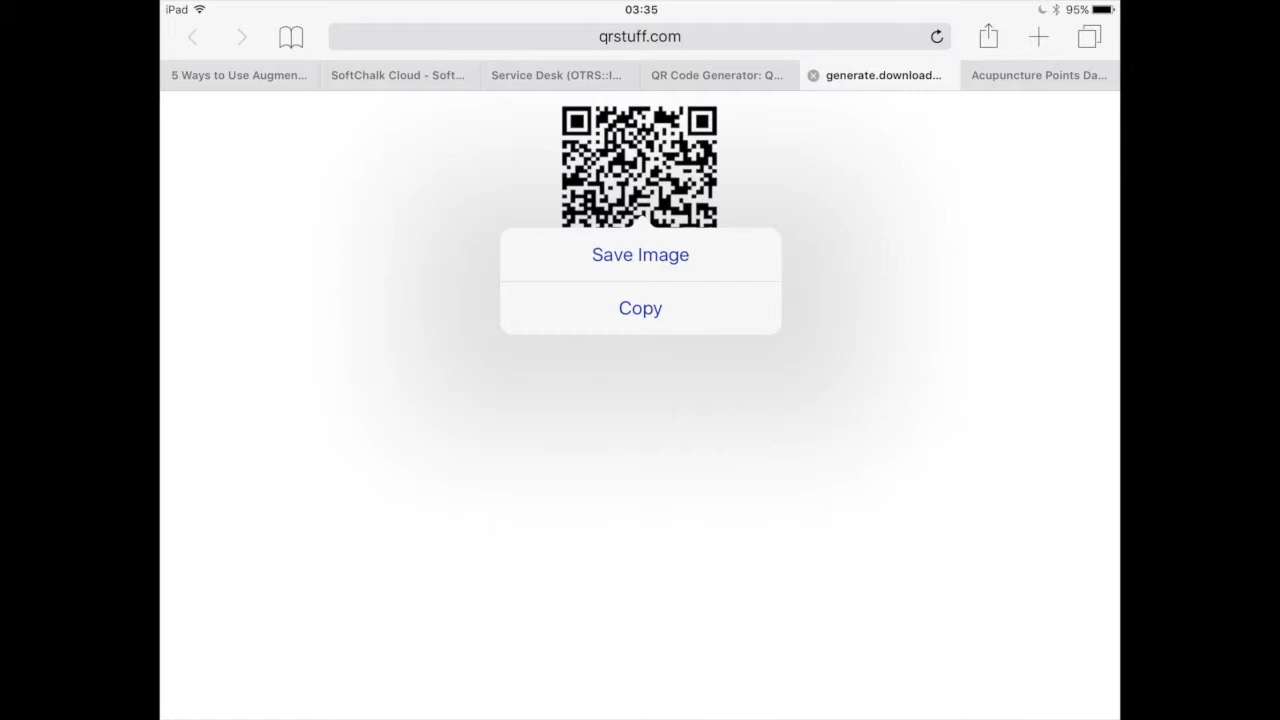 iPad
03:35
95%
qrstuff.com
5 Ways to Use Augmen...
SoftChalk Cloud - Soft...
Service Desk (OTRS::I...
QR Code Generator: Q...
generate.download...
Acupuncture Points Da...
Save Image
Copy